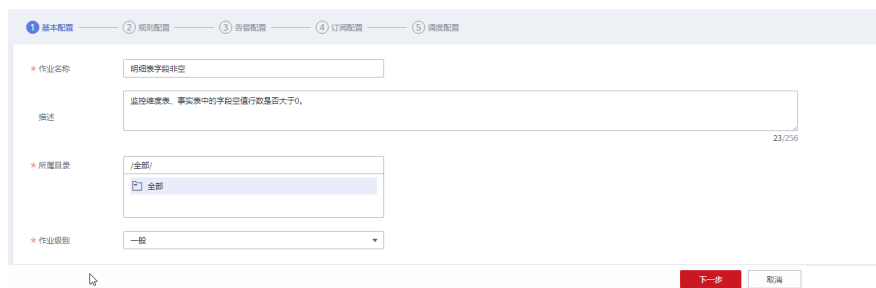 1 基本配置 2 规则配置 3 告警配置 4 订阅配置 5 调度配置
* 作业名称 明细表字段非空
描述 监控维度表、事实表中的字段空值行数是否大于0。
23/256
* 所属目录 /全部/
全部
* 作业级别 一般
下一步 取消